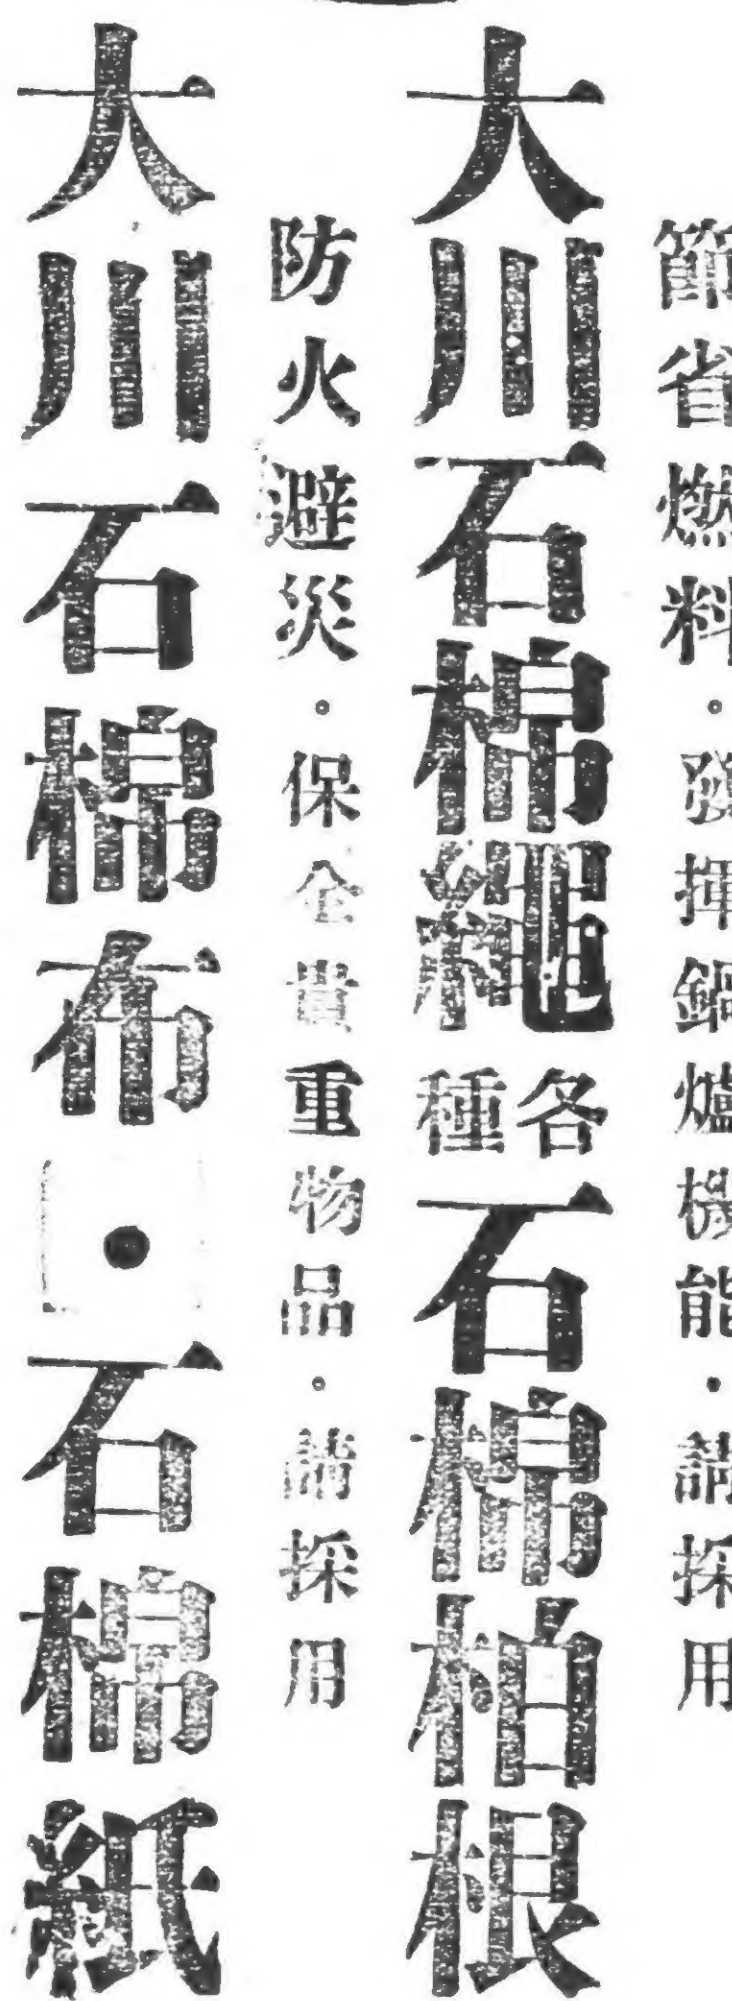 節省燃料。發揮鍋爐機能。請採用
大川石棉繩各種石棉柏根
防火避災。保全貴重物品。請採用
大川石棉布●石棉紙